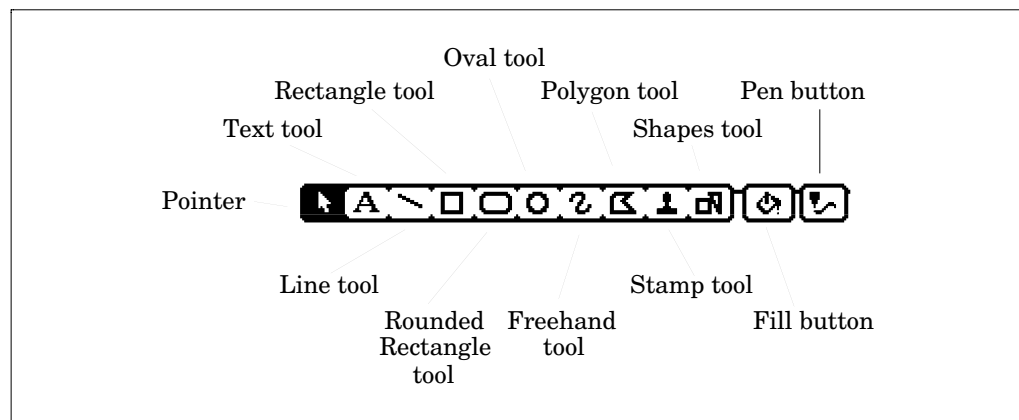 Oval tool
Rectangle tool
Polygon tool
Pen button
Text tool
Shapes tool
Pointer
A
Line tool
Stamp tool
Rounded
Rectangle
tool
Freehand
tool
Fill button